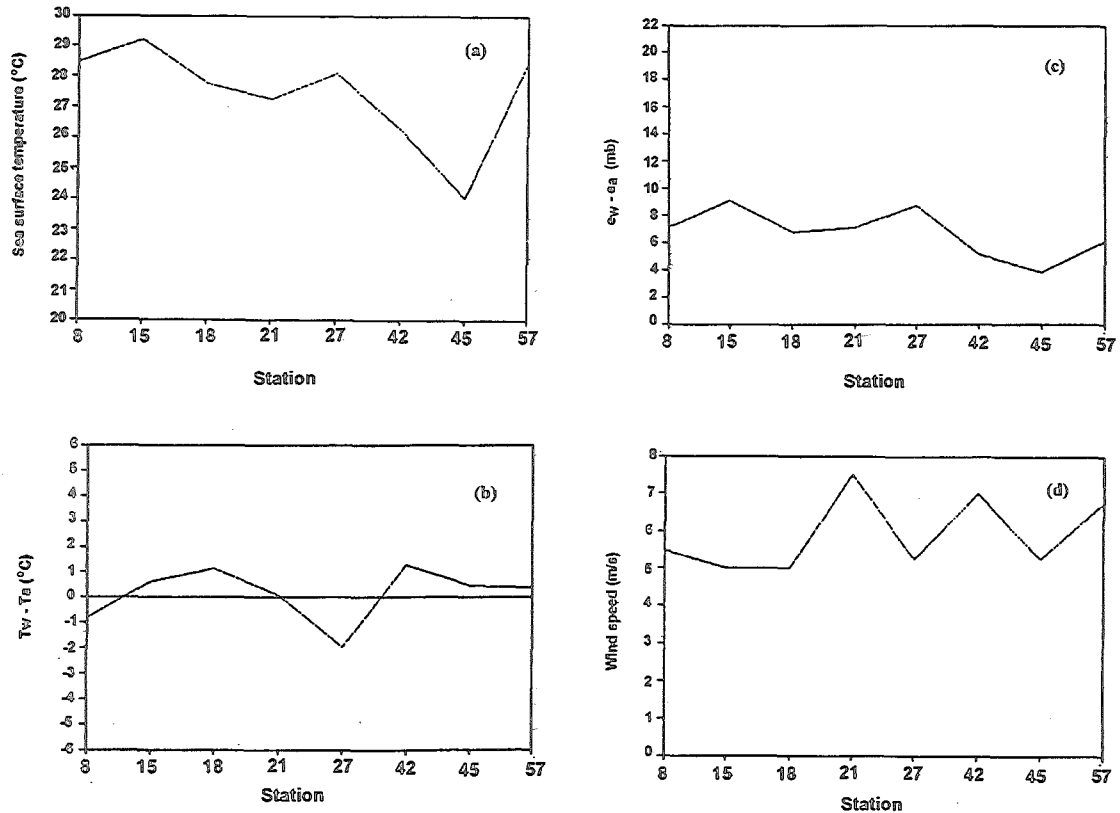 Sea surface temperature (°C)
30
29
28
27
26
25
24
23
22
21
20
(a)
8 15 18 21 27 42 45 57
Station
e_w - e_a (mb)
22
20
18
16
14
12
10
8
6
4
2
0
(c)
8 15 18 21 27 42 45 57
Station
Tw - Ta (°C)
6
5
4
3
2
1
0
-1
-2
-3
-4
-5
-6
(b)
8 15 18 21 27 42 45 57
Station
Wind speed (m/s)
8
7
6
5
4
3
2
1
0
(d)
8 15 18 21 27 42 45 57
Station